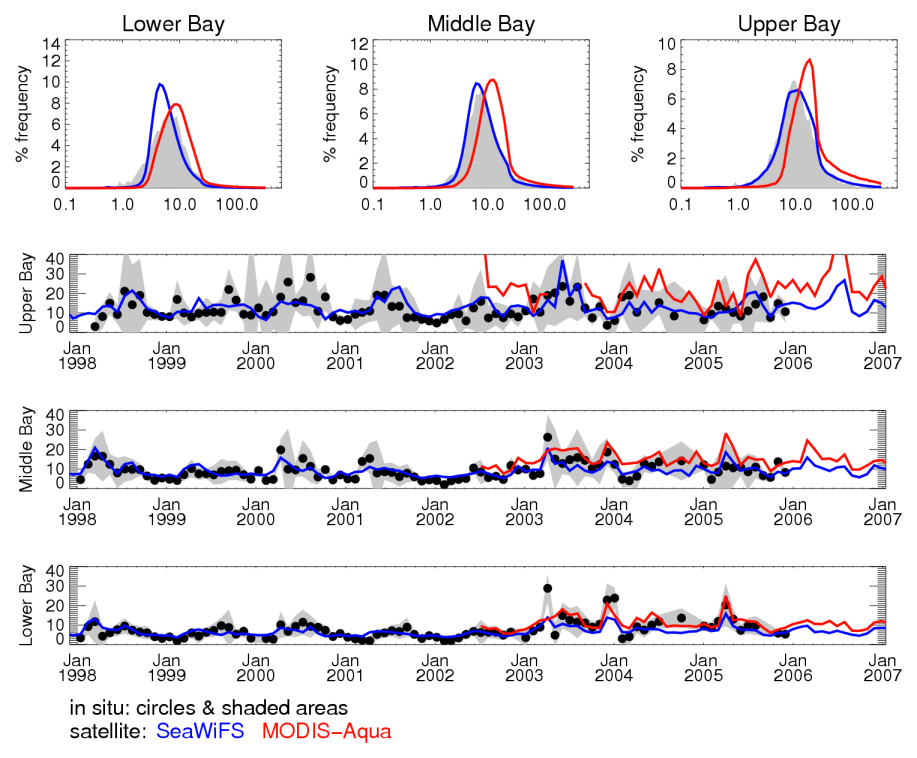 Lower Bay Middle Bay Upper Bay
% frequency 14 12 10 8 6 4 2 0
0.1 1.0 10.0 100.0
% frequency 12 10 8 6 4 2 0
0.1 1.0 10.0 100.0
% frequency 10 8 6 4 2 0
0.1 1.0 10.0 100.0
Upper Bay 40 30 20 10 0
Jan Jan Jan Jan Jan Jan Jan Jan Jan Jan
1998 1999 2000 2001 2002 2003 2004 2005 2006 2007
Middle Bay 40 30 20 10 0
Jan Jan Jan Jan Jan Jan Jan Jan Jan Jan
1998 1999 2000 2001 2002 2003 2004 2005 2006 2007
Lower Bay 40 30 20 10 0
Jan Jan Jan Jan Jan Jan Jan Jan Jan Jan
1998 1999 2000 2001 2002 2003 2004 2005 2006 2007
in situ: circles & shaded areas
satellite: SeaWiFS MODIS-Aqua